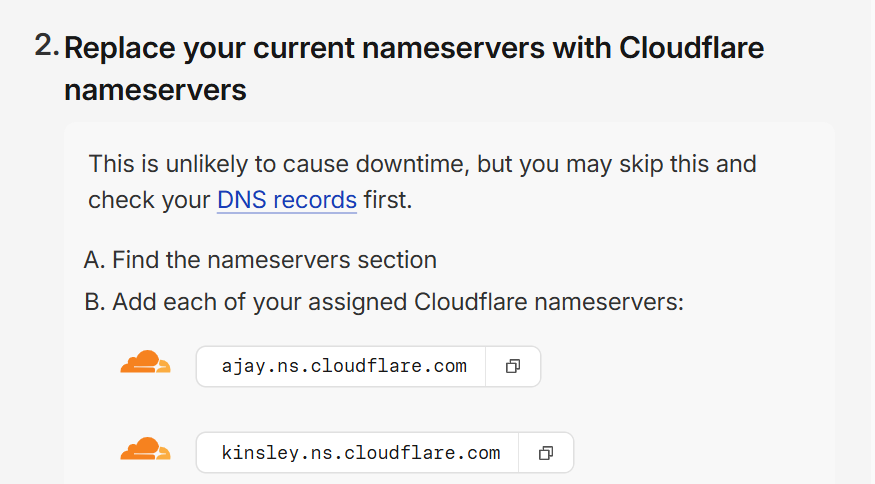 2. Replace your current nameservers with Cloudflare
nameservers
This is unlikely to cause downtime, but you may skip this and
check your DNS records first.
A. Find the nameservers section
B. Add each of your assigned Cloudflare nameservers:
ajay.ns.cloudflare.com
kinsley.ns.cloudflare.com